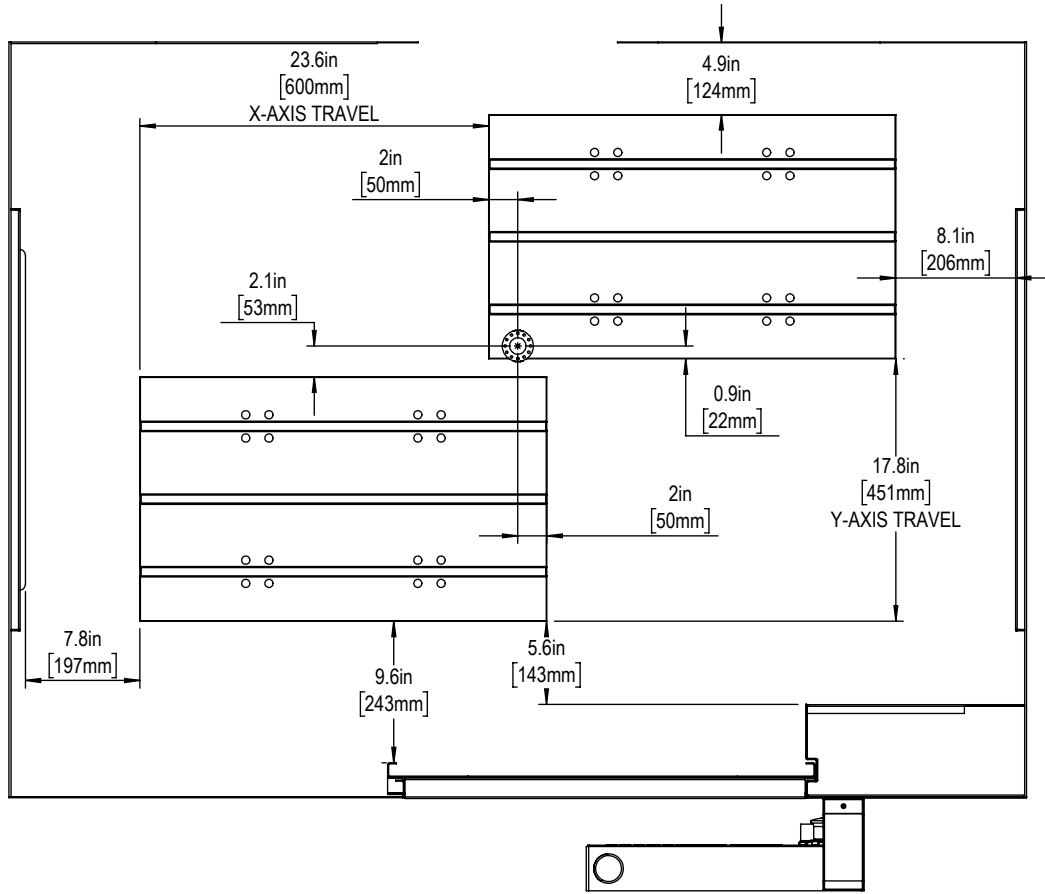 23.6in
[600mm]
X-AXIS TRAVEL
4.9in
[124mm]
2in
[50mm]
8.1in
[206mm]
2.1in
[53mm]
0.9in
[22mm]
17.8in
[451mm]
Y-AXIS TRAVEL
2in
[50mm]
7.8in
[197mm]
9.6in
[243mm]
5.6in
[143mm]